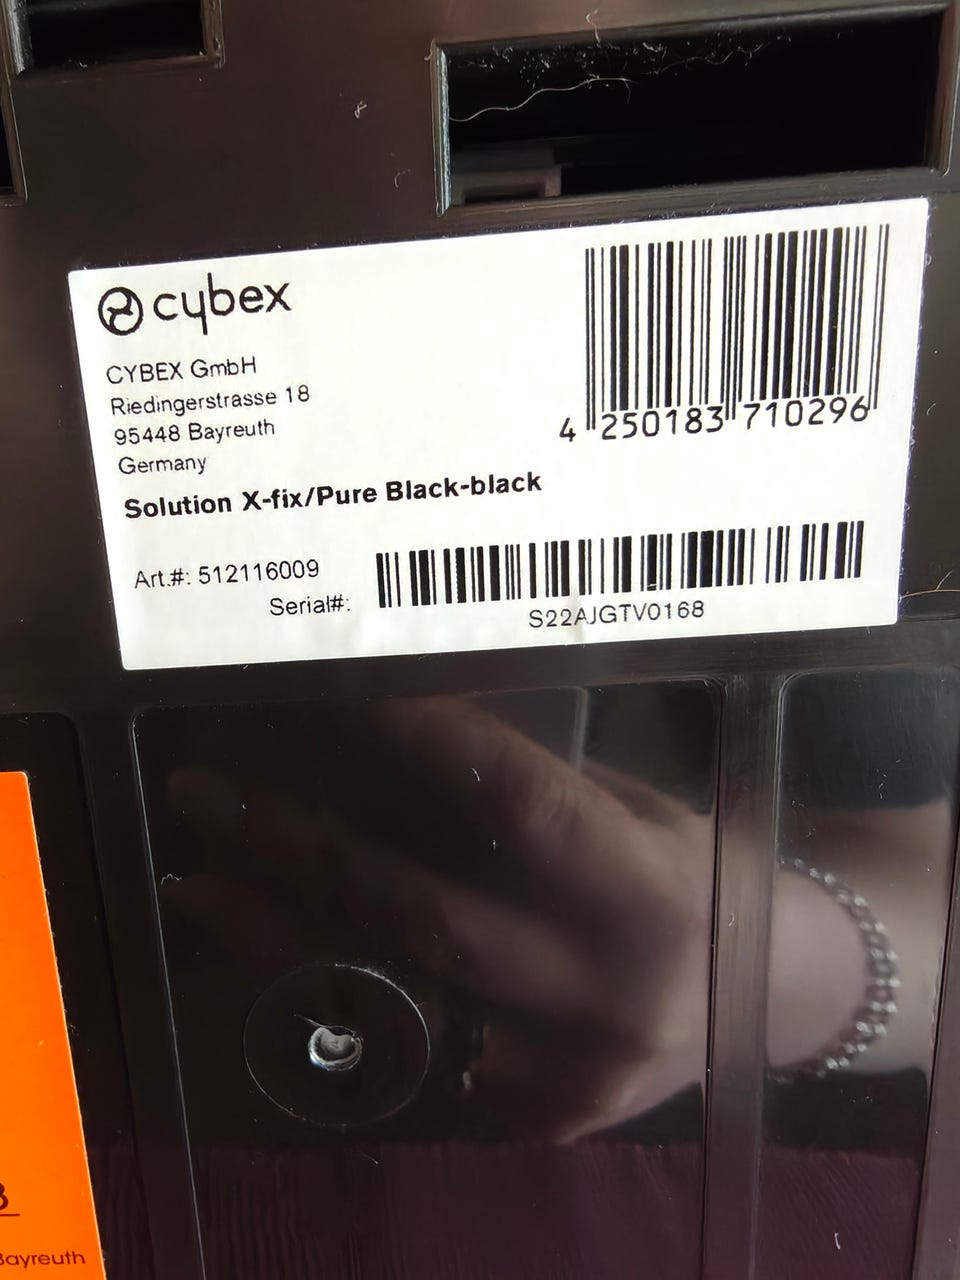 cybex
CYBEX GmbH
Riedingerstrasse 18
95448 Bayreuth
Germany
4 250183 710296
Solution X-fix/Pure Black-black
Art.#: 512116009
Serial#:
S22AJGTV0168
Bayreuth